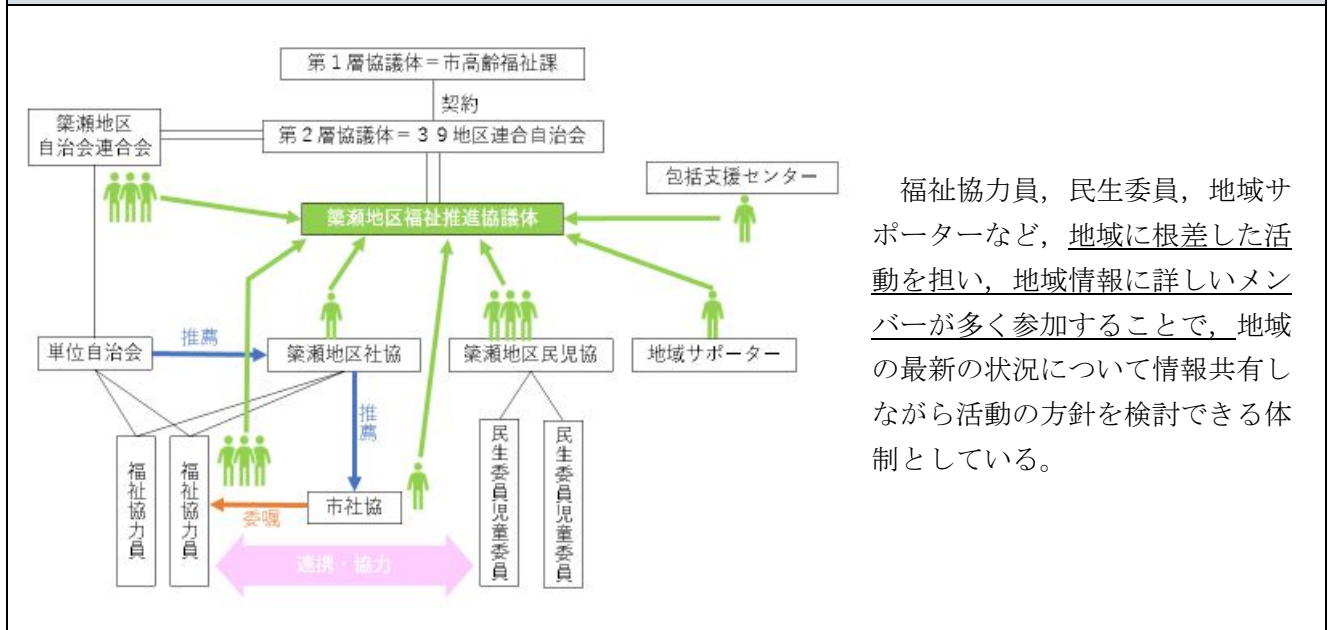 第１層協議体＝市高齢福祉課
契約
簗瀬地区
自治会連合会
第２層協議体＝３９地区連合自治会
包括支援センター
簗瀬地区福祉推進協議体
単位自治会
推薦
簗瀬地区社協
簗瀬地区民児協
地域サポーター
推薦
福祉協力員
福祉協力員
市社協
委嘱
民生委員児童委員
民生委員児童委員
連携・協力
福祉協力員，民生委員，地域サ
ポーターなど，地域に根差した活
動を担い，地域情報に詳しいメン
バーが多く参加することで，地域
の最新の状況について情報共有し
ながら活動の方針を検討できる体
制としている。